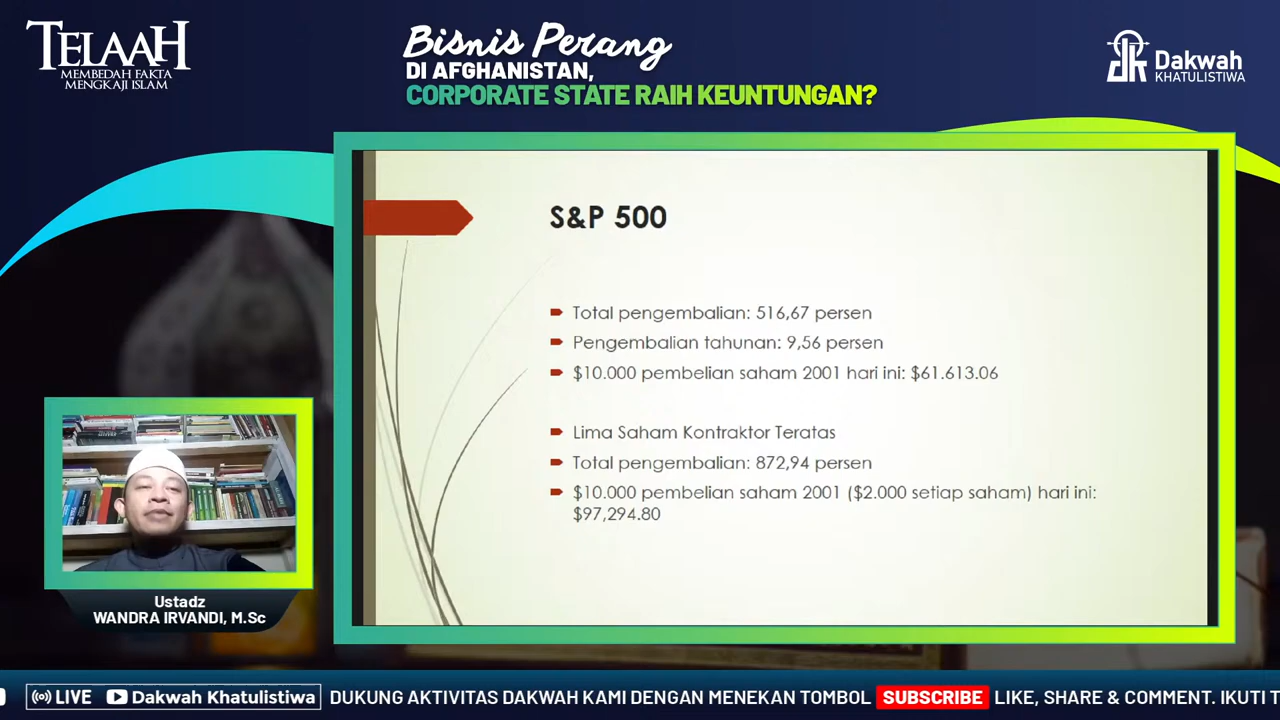 TELAAH
MEMBEDAH FAKTA
MENGKAJI ISLAM
Bisnis Perang
DI AFGHANISTAN,
CORPORATE STATE RAIH KEUNTUNGAN?
Dakwah
KHATULISTIWA
S&P 500
Total pengembalian: 516,67 persen
Pengembalian tahunan: 9,56 persen
$10.000 pembelian saham 2001 hari ini: $61.613.06
Lima Saham Kontraktor Teratas
Total pengembalian: 872,94 persen
$10.000 pembelian saham 2001 ($2.000 setiap saham) hari ini:
$97,294.80
Ustadz
WANDRA IRVANDI, M.Sc
LIVE Dakwah Khatulistiwa DUKUNG AKTIVITAS DAKWAH KAMI DENGAN MENEKAN TOMBOL SUBSCRIBE LIKE, SHARE & COMMENT. IKUTI T